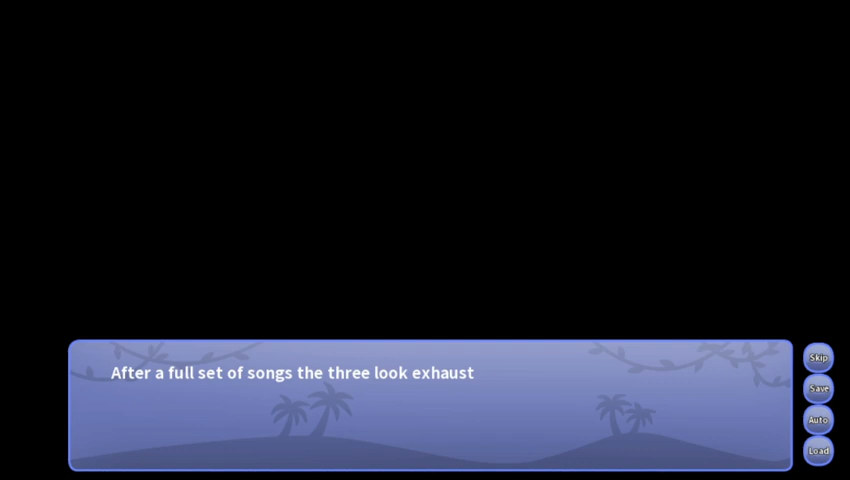 After a full set of songs the three look exhaust
Skip
Save
Auto
Load